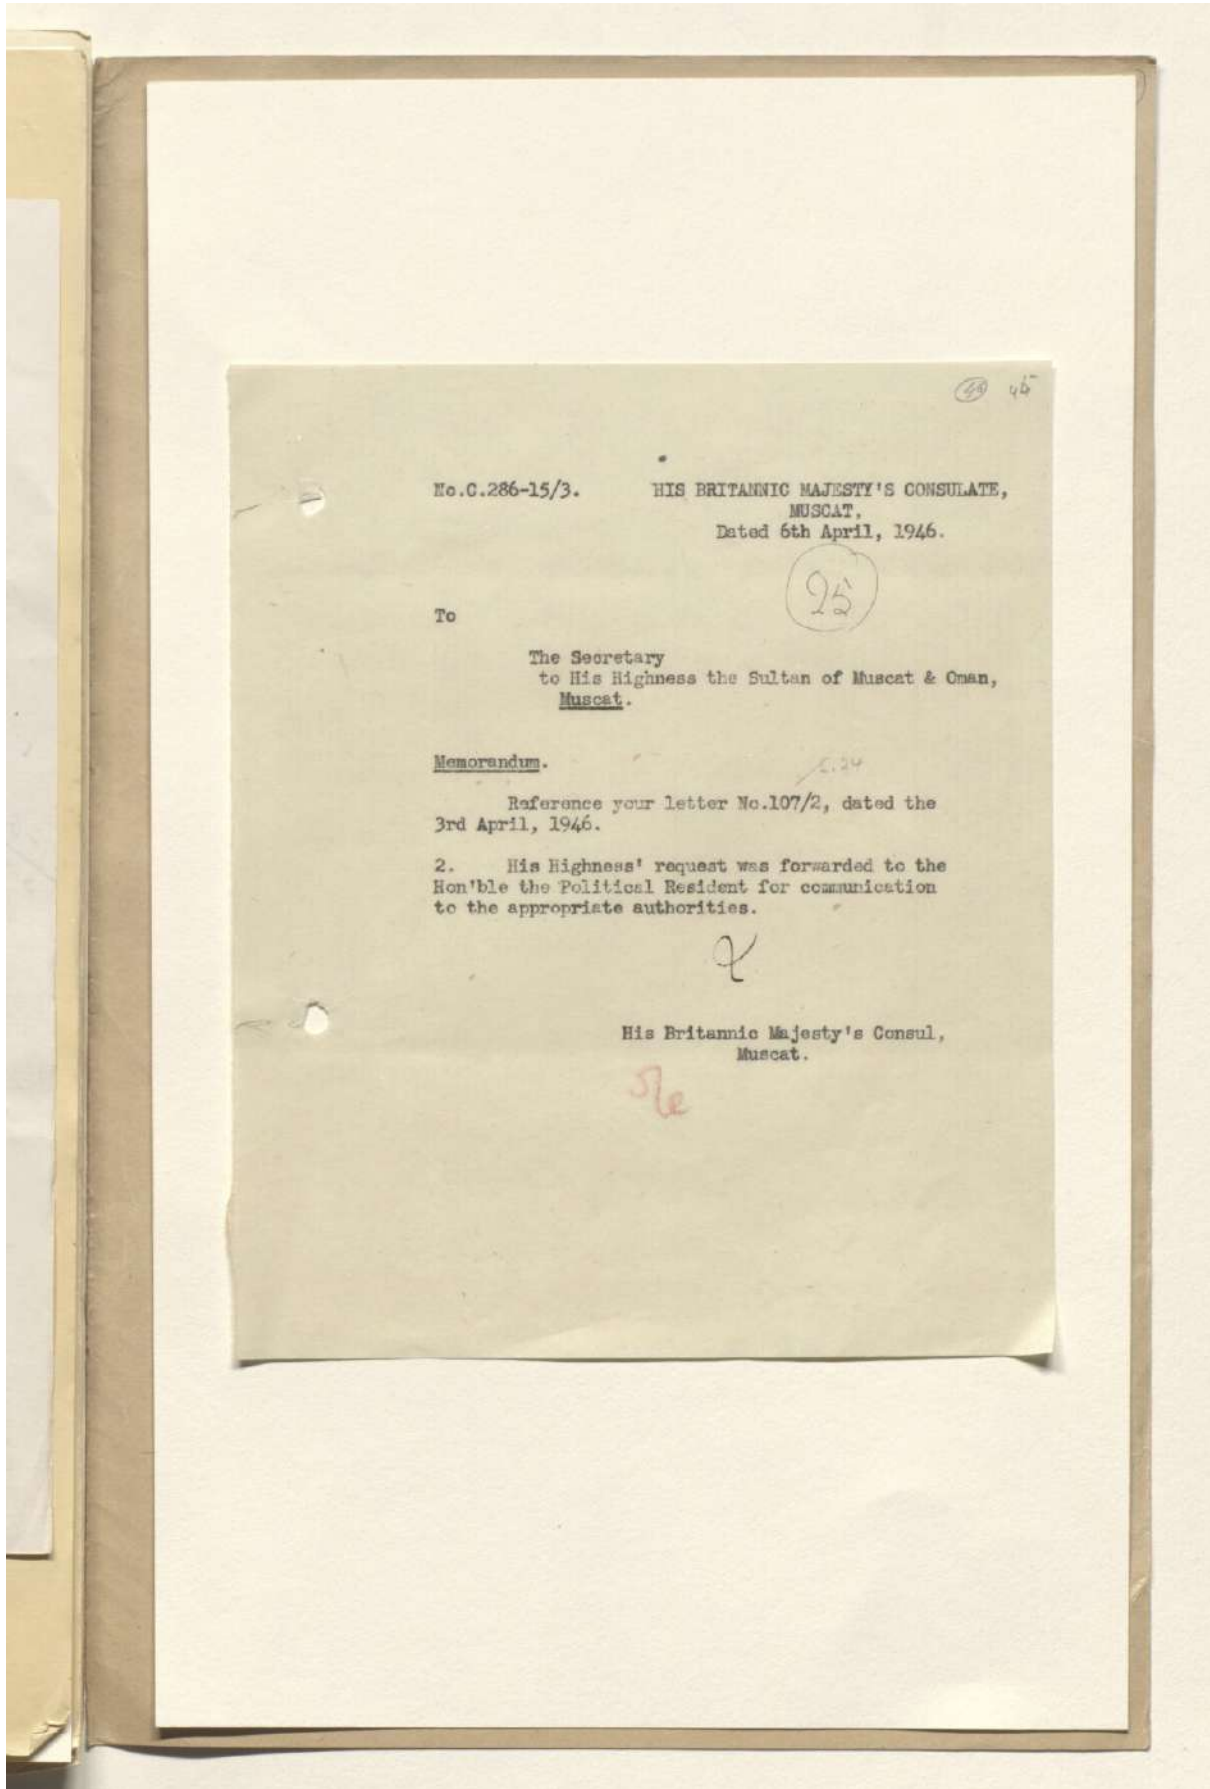 45
No.C.286-15/3. HIS BRITANNIC MAJESTY'S CONSULATE,
MUSCAT.
Dated 6th April, 1946.
25
To
The Secretary
to His Highness the Sultan of Muscat & Oman,
Muscat.
Memorandum.
Reference your letter No.107/2, dated the
3rd April, 1946.
2. His Highness' request was forwarded to the
Hon'ble the Political Resident for communication
to the appropriate authorities.
His Britannic Majesty's Consul,
Muscat.